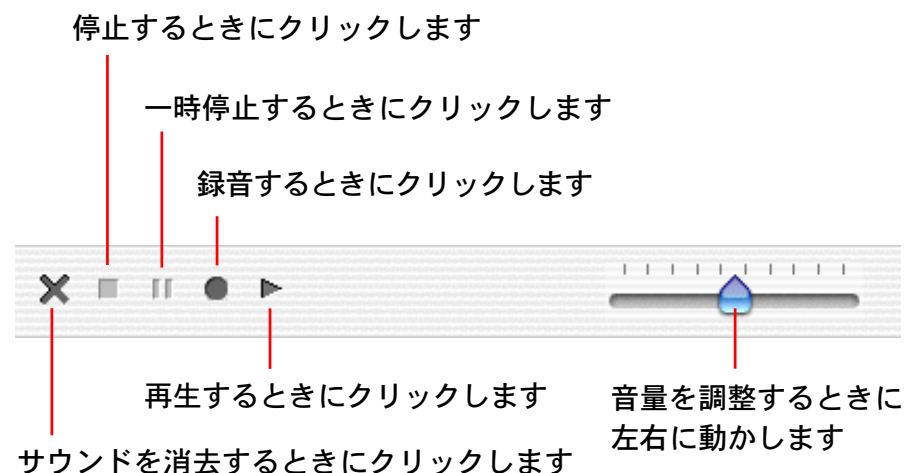 停止するときにクリックします
一時停止するときにクリックします
録音するときにクリックします
再生するときにクリックします
音量を調整するときに
左右に動かします
サウンドを消去するときにクリックします